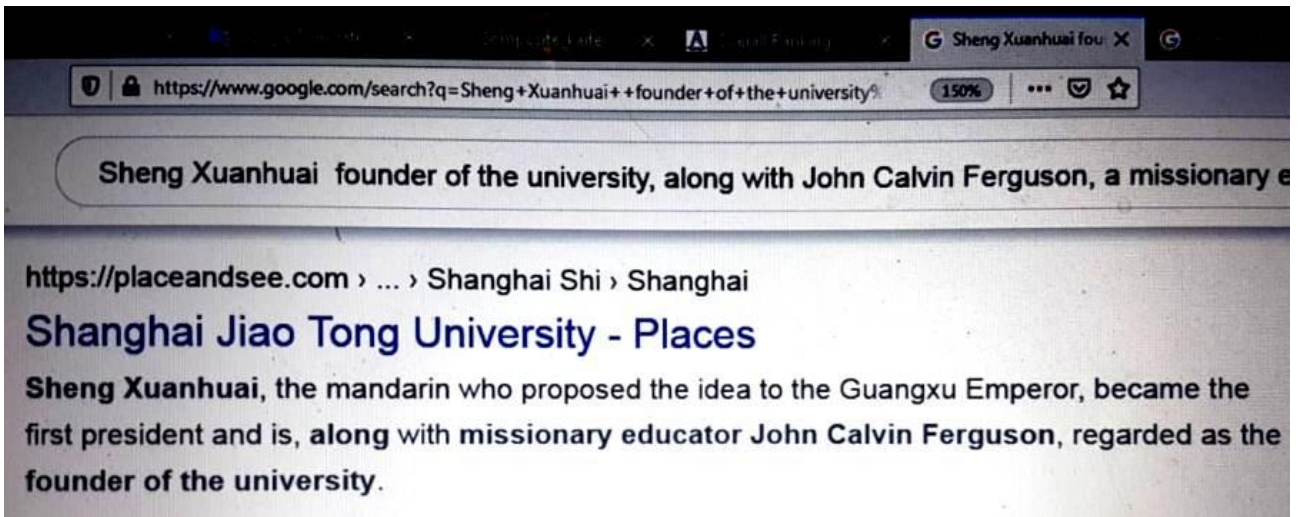 Sheng Xuanhuai fou
https://www.google.com/search?q=Sheng+Xuanhuai++founder+of+the+university%
150%
Sheng Xuanhuai founder of the university, along with John Calvin Ferguson, a missionary e
https://placeandsee.com › ... › Shanghai Shi › Shanghai
Shanghai Jiao Tong University - Places
Sheng Xuanhuai, the mandarin who proposed the idea to the Guangxu Emperor, became the
first president and is, along with missionary educator John Calvin Ferguson, regarded as the
founder of the university.